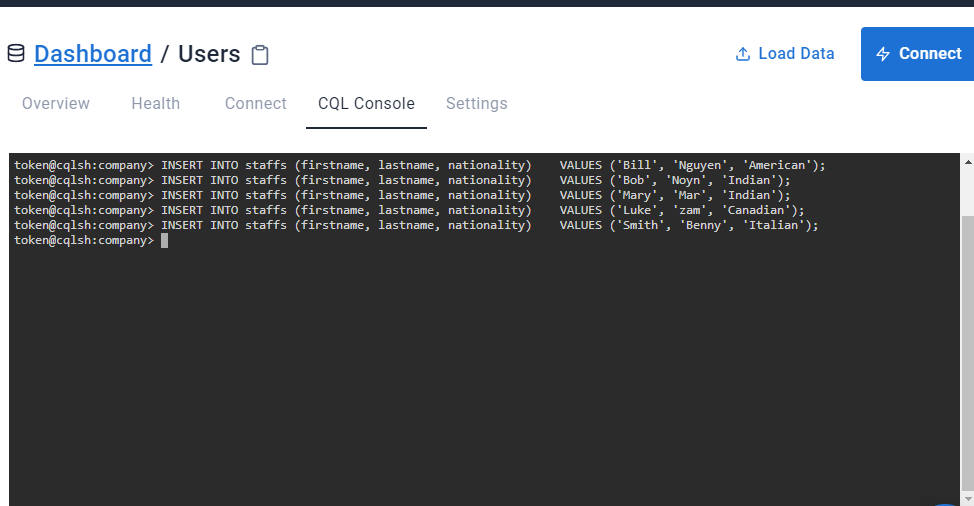 Dashboard / Users
Load Data
Connect
Overview Health Connect CQL Console Settings
token@cqlsh:company> INSERT INTO staffs (firstname, lastname, nationality)    VALUES ('Bill', 'Nguyen', 'American');
token@cqlsh:company> INSERT INTO staffs (firstname, lastname, nationality)    VALUES ('Bob', 'Noyn', 'Indian');
token@cqlsh:company> INSERT INTO staffs (firstname, lastname, nationality)    VALUES ('Mary', 'Mar', 'Indian');
token@cqlsh:company> INSERT INTO staffs (firstname, lastname, nationality)    VALUES ('Luke', 'zam', 'Canadian');
token@cqlsh:company> INSERT INTO staffs (firstname, lastname, nationality)    VALUES ('Smith', 'Benny', 'Italian');
token@cqlsh:company>